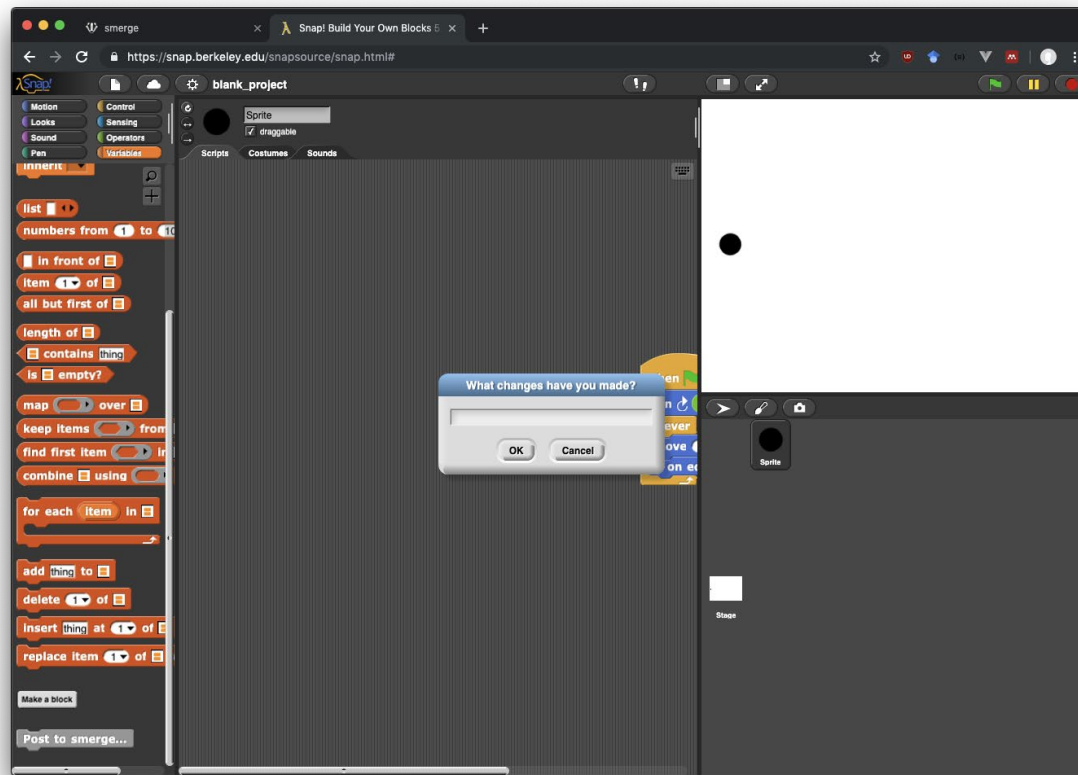 smerge
Snap! Build Your Own Blocks 5
https://snap.berkeley.edu/snapsource/snap.html#
Snap!
blank_project
Motion
Control
Looks
Sensing
Sound
Operators
Pen
Variables
Sprite
draggable
Scripts
Costumes
Sounds
inherit
list
numbers from 1 to 10
in front of
item 1 of
all but first of
length of
contains thing
is empty?
map over
keep items from
find first item in
combine using
for each item in
add thing to
delete 1 of
insert thing at 1 of
replace item 1 of
Make a block
Post to smerge...
What changes have you made?
OK
Cancel
Sprite
Stage